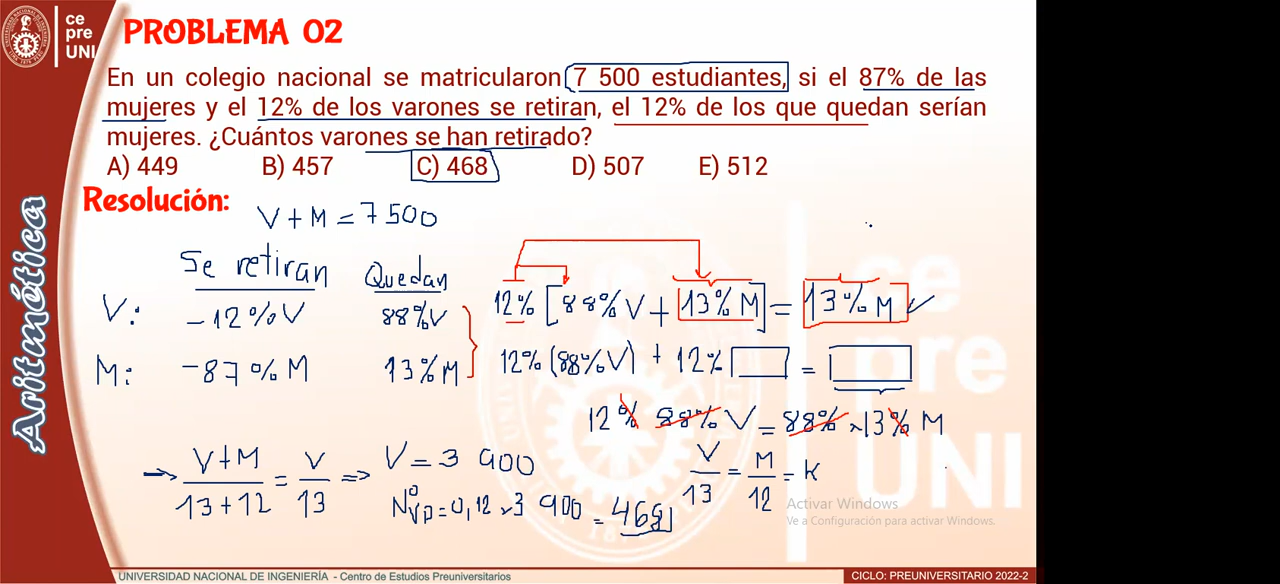 ce
pre
UNI
PROBLEMA 02
En un colegio nacional se matricularon 7 500 estudiantes, si el 87% de las
mujeres y el 12% de los varones se retiran, el 12% de los que quedan serían
mujeres. ¿Cuántos varones se han retirado?
A) 449 B) 457 C) 468 D) 507 E) 512
Resolución:
Aritmética
V + M = 7 500
Se retiran Quedan
V: -12%V 88%V
M: -87%M 13%M
12% [88%V + 13%M] = 13%M
12% (88%V) + 12% =
12% 88% V = 88% × 13% M
V/13 = M/12 = K
V+M/13+12 = V/13 => V = 3 900
N°VP = 0,12 × 3 900 = 468
ce
pre
UNI
Activar Windows
Ve a Configuración para activar Windows.
UNIVERSIDAD NACIONAL DE INGENIERÍA - Centro de Estudios Preuniversitarios
CICLO: PREUNIVERSITARIO 2022-2